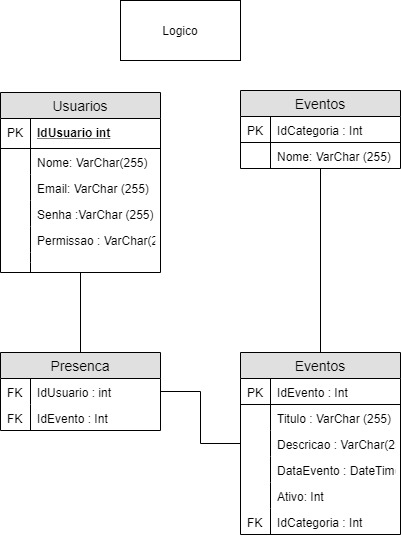 Logico
Usuarios
PK IdUsuario int
Nome: VarChar(255)
Email: VarChar (255)
Senha :VarChar (255)
Permissao : VarChar(2
Eventos
PK IdCategoria : Int
Nome: VarChar (255)
Presenca
FK IdUsuario : int
FK IdEvento : Int
Eventos
PK IdEvento : Int
Titulo : VarChar (255)
Descricao : VarChar(2
DataEvento : DateTim
Ativo: Int
FK IdCategoria : Int